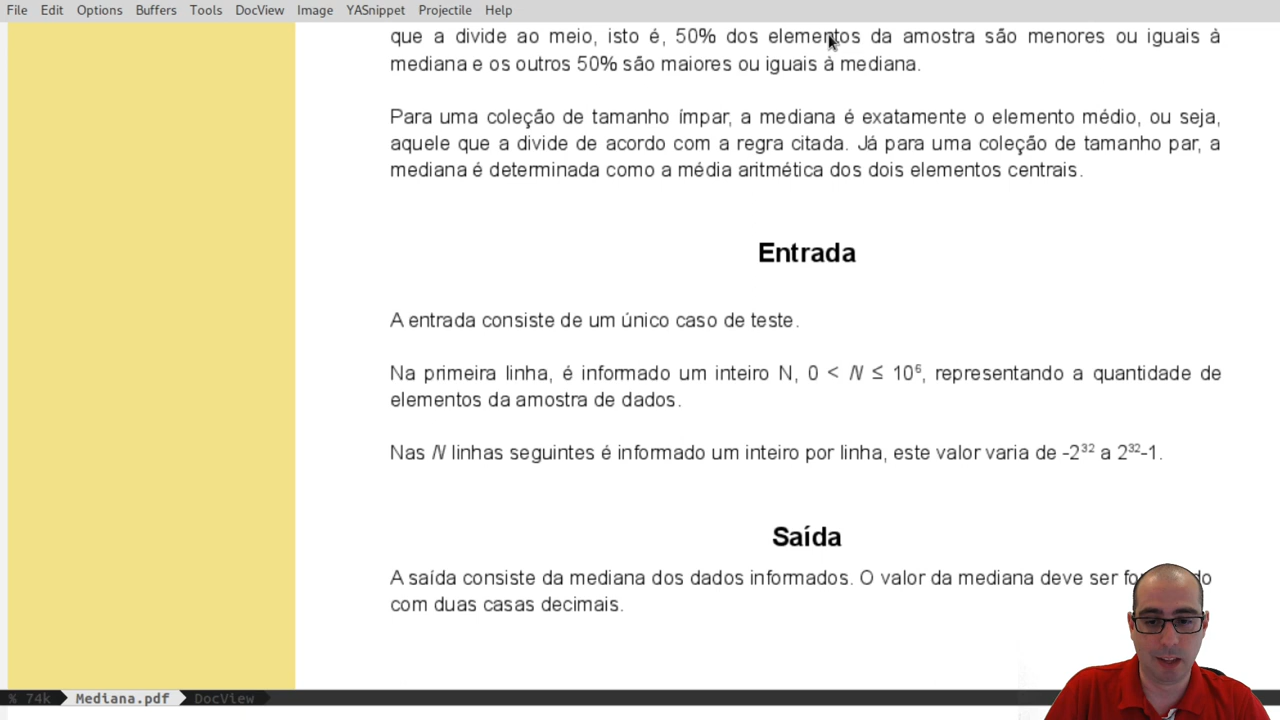 File Edit Options Buffers Tools DocView Image YASnippet Projectile Help
que a divide ao meio, isto é, 50% dos elementos da amostra são menores ou iguais à
mediana e os outros 50% são maiores ou iguais à mediana.
Para uma coleção de tamanho ímpar, a mediana é exatamente o elemento médio, ou seja,
aquele que a divide de acordo com a regra citada. Já para uma coleção de tamanho par, a
mediana é determinada como a média aritmética dos dois elementos centrais.
Entrada
A entrada consiste de um único caso de teste.
Na primeira linha, é informado um inteiro N, 0 < N ≤ 10⁶, representando a quantidade de
elementos da amostra de dados.
Nas N linhas seguintes é informado um inteiro por linha, este valor varia de -2³² a 2³²-1.
Saída
A saída consiste da mediana dos dados informados. O valor da mediana deve ser
com duas casas decimais.
% 74k Mediana.pdf DocView